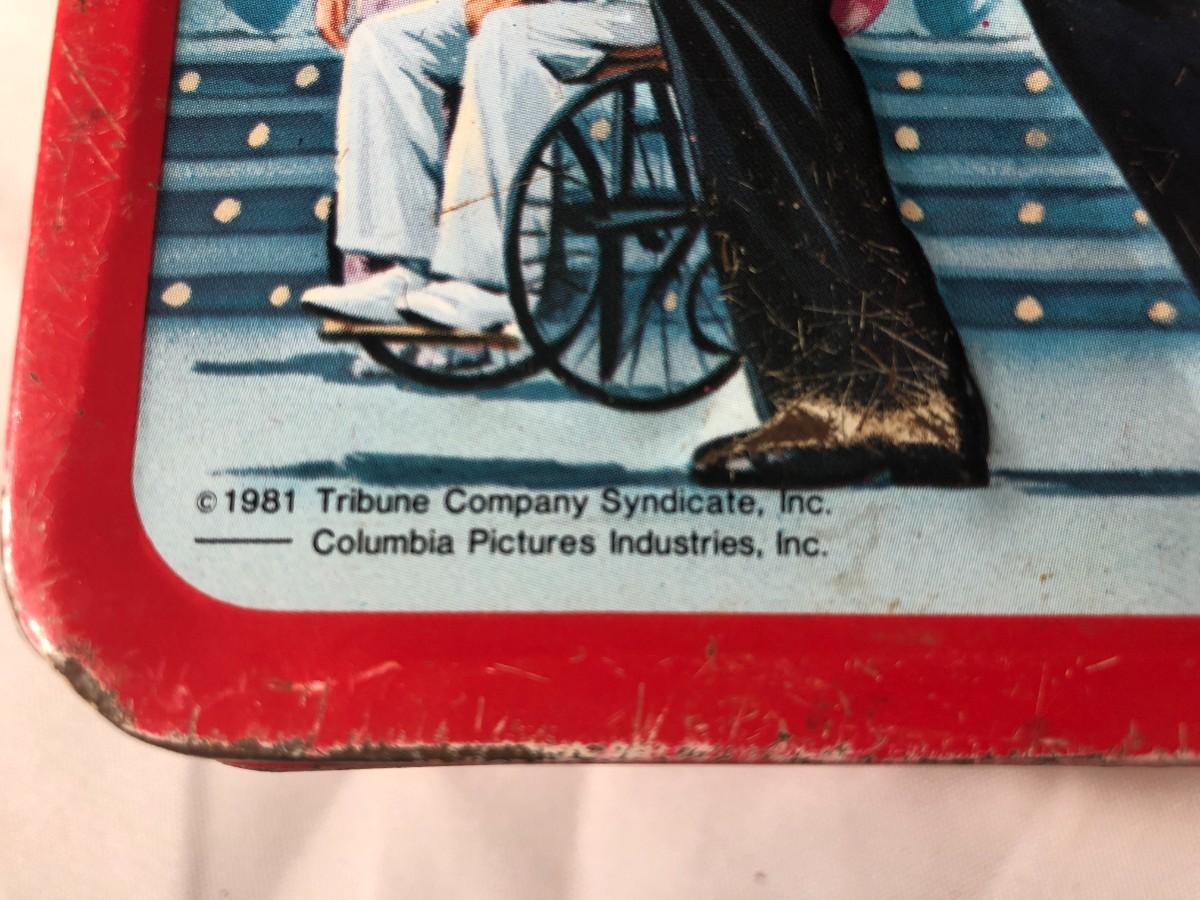 ©1981 Tribune Company Syndicate, Inc.
Columbia Pictures Industries, Inc.